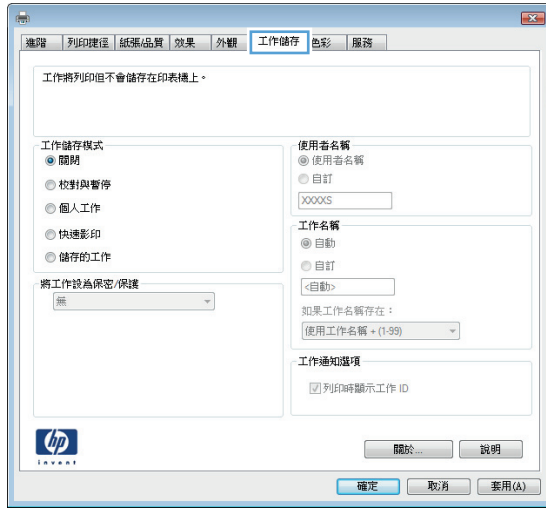 進階 列印捷徑 紙張/品質 效果 外觀 工作儲存 色彩 服務
工作將列印但不會儲存在印表機上。
工作儲存模式
關閉
校對與暫停
個人工作
快速影印
儲存的工作
將工作設為保密/保護
無
使用者名稱
使用者名稱
自訂
XXXXS
工作名稱
自動
自訂
<自動>
如果工作名稱存在：
使用工作名稱 + (1-99)
工作通知選項
列印時顯示工作 ID
hp
invent
關於... 說明
確定 取消 套用(A)